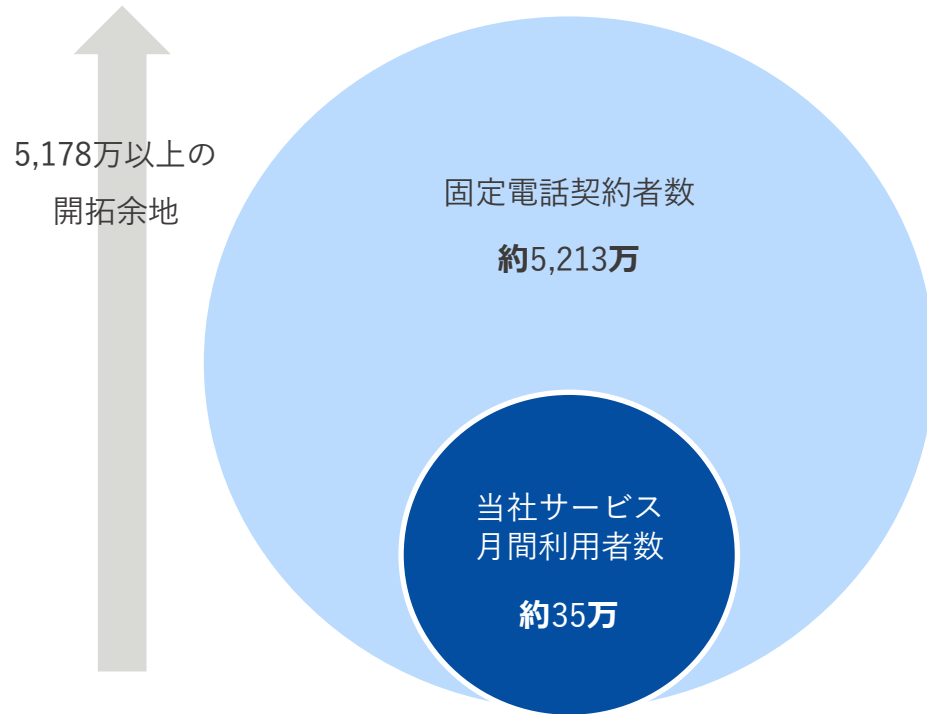 5,178万以上の
開拓余地
固定電話契約者数
約5,213万
当社サービス
月間利用者数
約35万